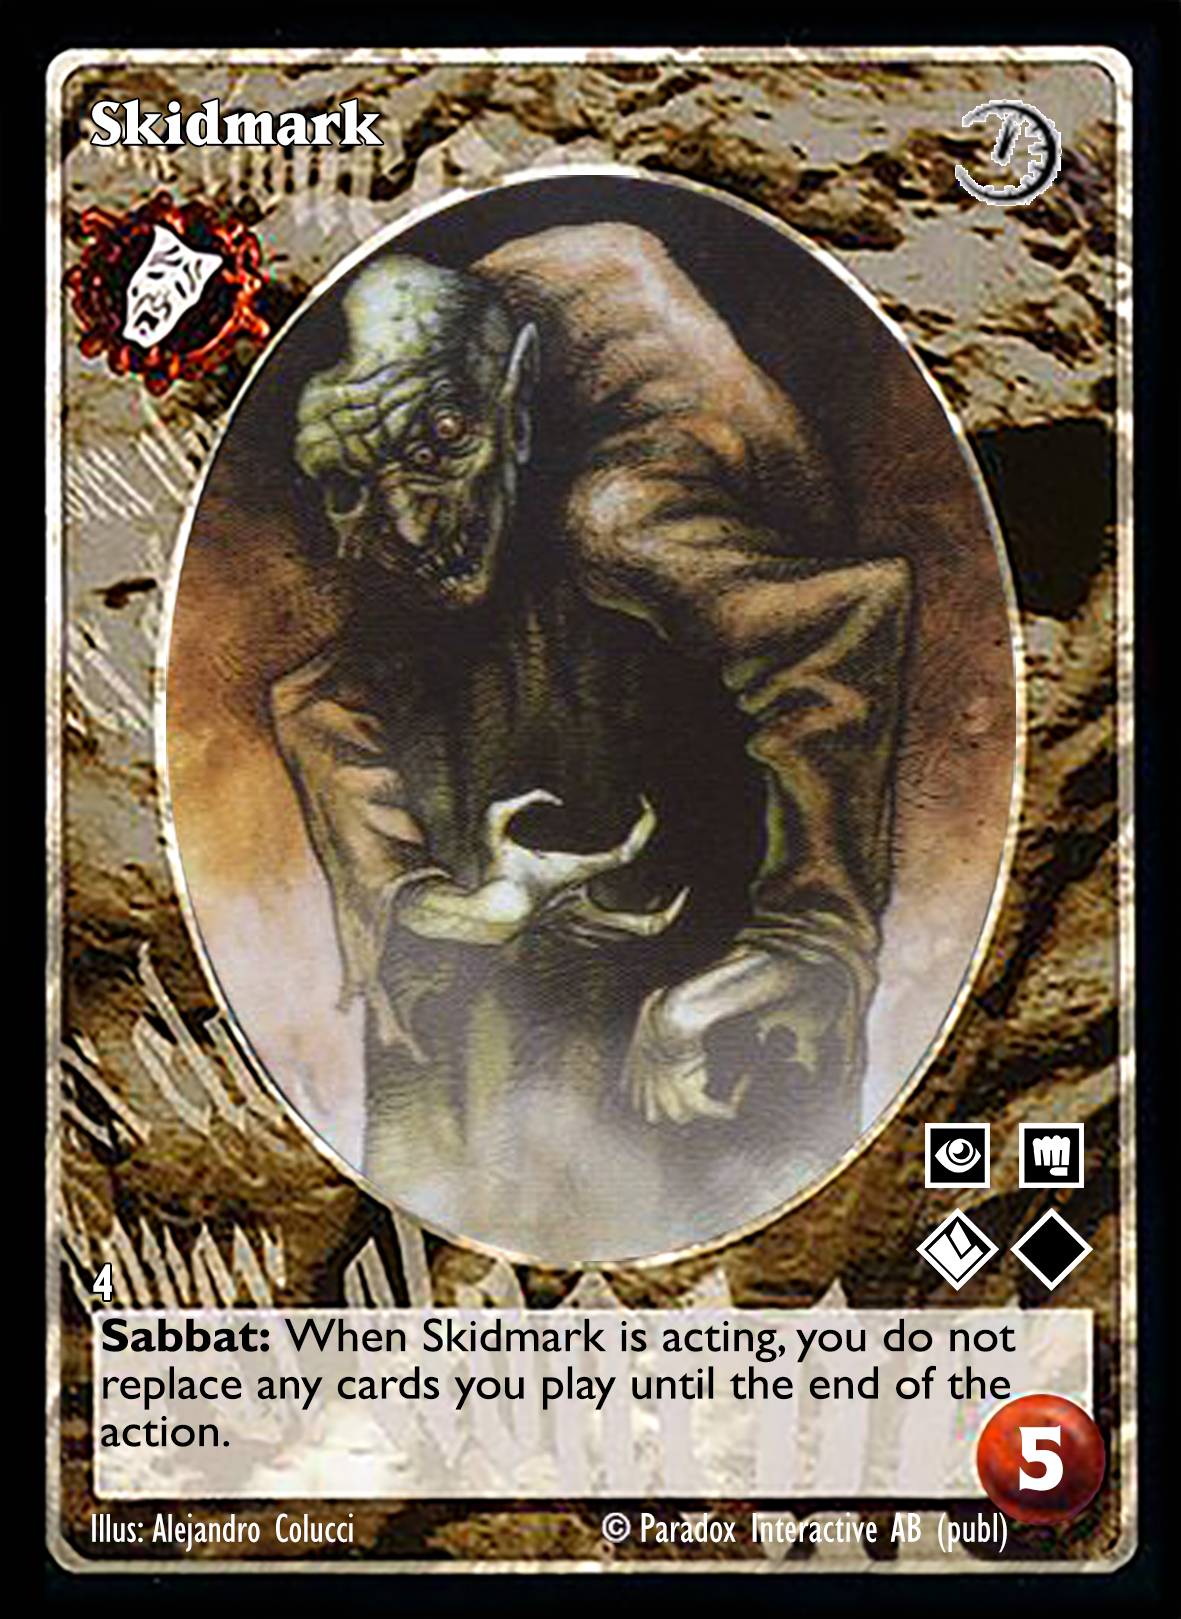 Skidmark
4
Sabbat: When Skidmark is acting, you do not
replace any cards you play until the end of the
action.
5
Illus: Alejandro Colucci
© Paradox Interactive AB (publ)